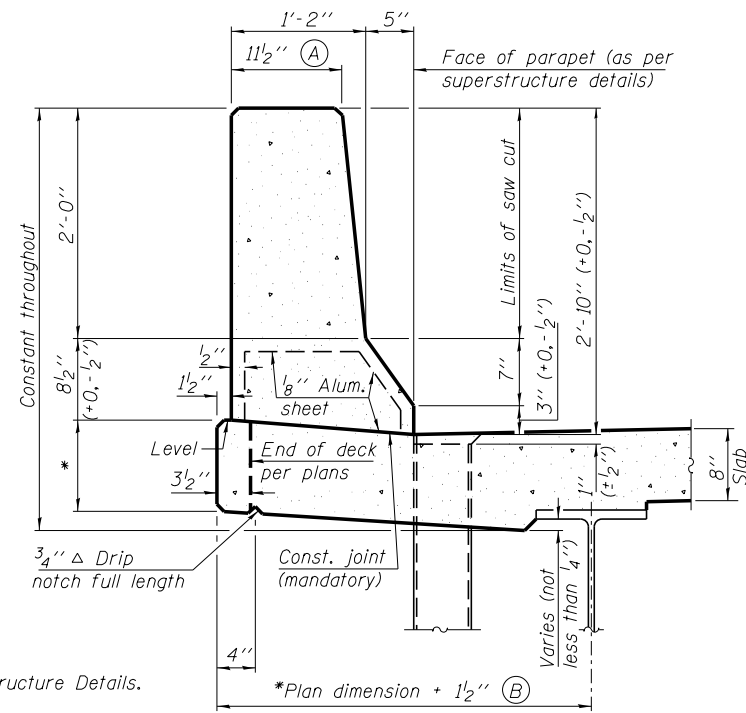 1'-2"
5"
11½" (A)
Face of parapet (as per
superstructure details)
Constant throughout
2'-0"
8½"
(+0,-½")
*
Limits of saw cut
7"
3" (+0,-½")
2'-10" (+0,-½")
½"
1½"
⅛" Alum.
sheet
Level
End of deck
per plans
3½"
1"
(±½")
8"
Slab
¾" Δ Drip
notch full length
Const. joint
(mandatory)
Varies (not
less than ¼")
4"
ructure Details.
*Plan dimension + 1½" (B)